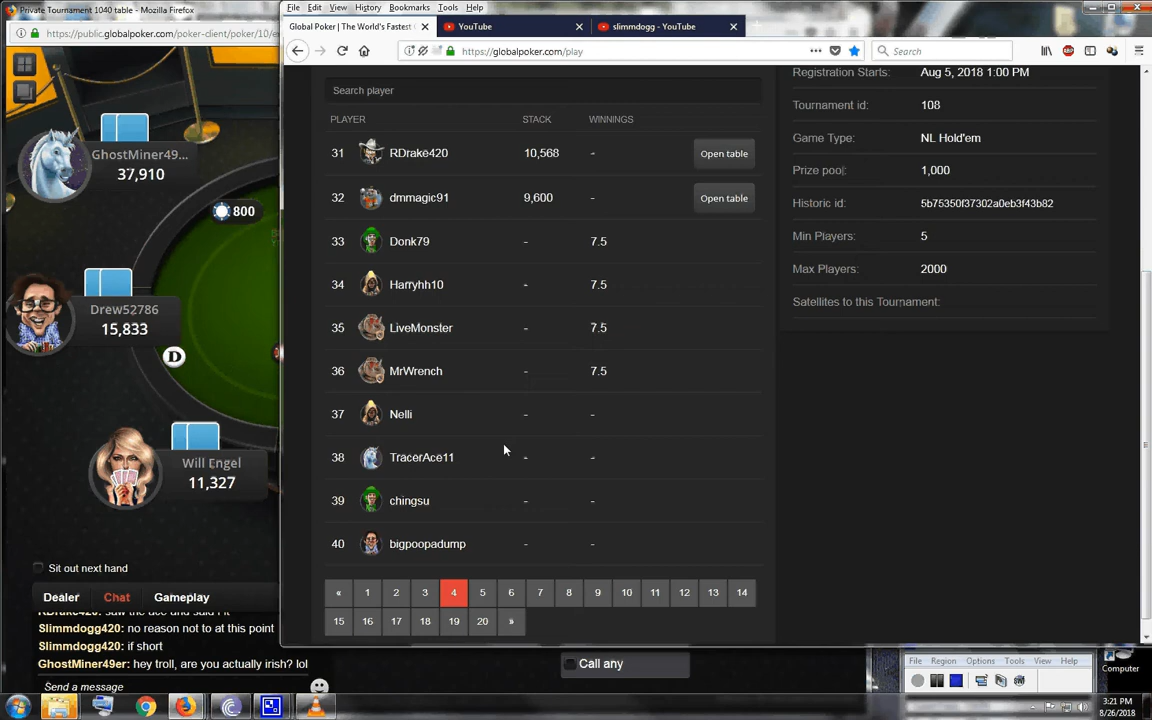 Private Tournament 1040 table - Mozilla Firefox
https://public.globalpoker.com/poker-client/poker/10/e
GhostMiner49...
37,910
800
Drew52786
15,833
D
Will Engel
11,327
Sit out next hand
Dealer Chat Gameplay
RDrake420: saw the ace and said f it
Slimmdogg420: no reason not to at this point
Slimmdogg420: if short
GhostMiner49er: hey troll, are you actually irish? lol
Send a message
File Edit View History Bookmarks Tools Help
Global Poker | The World's Fastest YouTube slimmdogg - YouTube
https://globalpoker.com/play Search
Search player
PLAYER STACK WINNINGS
31 RDrake420 10,568 - Open table
32 dmmagic91 9,600 - Open table
33 Donk79 - 7.5
34 Harryhh10 - 7.5
35 LiveMonster - 7.5
36 MrWrench - 7.5
37 Nelli - -
38 TracerAce11 - -
39 chingsu - -
40 bigpoopadump - -
« 1 2 3 4 5 6 7 8 9 10 11 12 13 14
15 16 17 18 19 20 »
Registration Starts: Aug 5, 2018 1:00 PM
Tournament id: 108
Game Type: NL Hold'em
Prize pool: 1,000
Historic id: 5b75350f37302a0eb3f43b82
Min Players: 5
Max Players: 2000
Satellites to this Tournament:
Call any
File Region Options Tools View Help
Computer
3:21 PM
8/26/2018